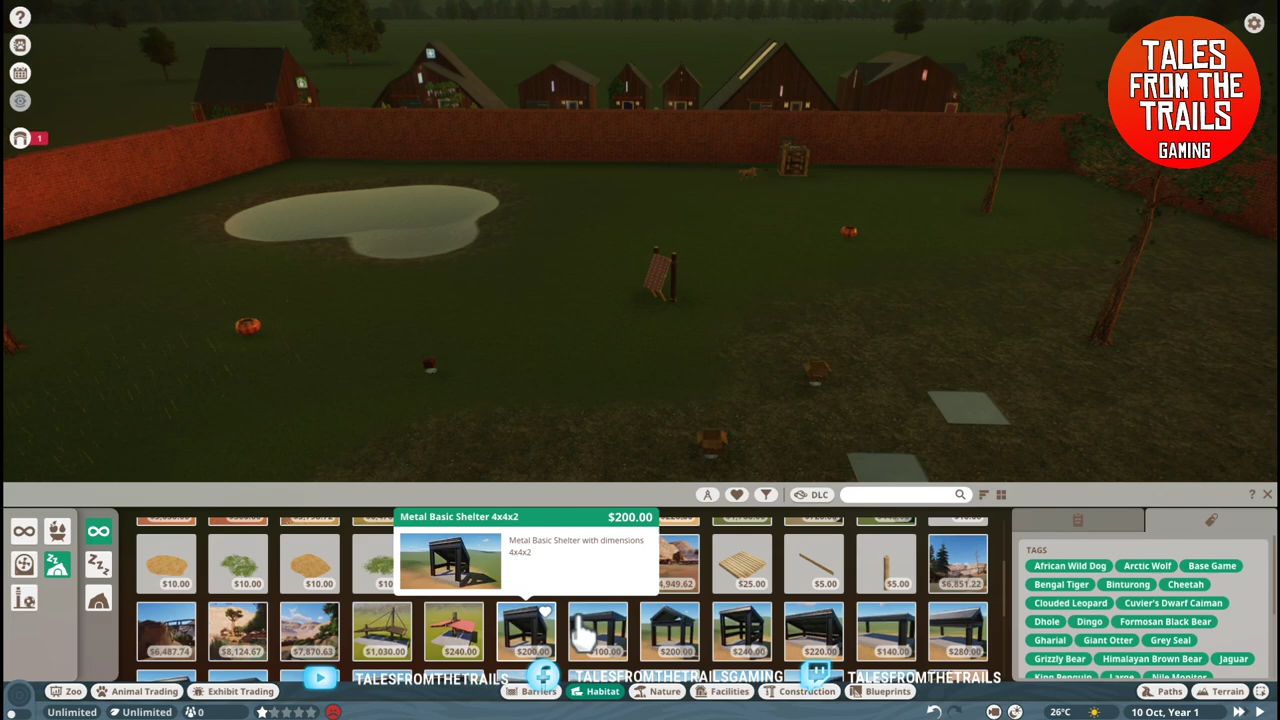 TALES
FROM THE
TRAILS
GAMING
1
DLC
Metal Basic Shelter 4x4x2 $200.00
Metal Basic Shelter with dimensions
4x4x2
$10.00 $10.00 $10.00 $25.00 $5.00 $5.00 $6,851.22
$6,487.74 $8,124.67 $7,870.63 $1,030.00 $240.00 $200.00 $200.00 $240.00 $220.00 $140.00 $280.00
TAGS
African Wild Dog Arctic Wolf Base Game
Bengal Tiger Binturong Cheetah
Clouded Leopard Cuvier's Dwarf Caiman
Dhole Dingo Formosan Black Bear
Gharial Giant Otter Grey Seal
Grizzly Bear Himalayan Brown Bear Jaguar
King Penguin Large Nile Monitor
TALESFROMTHETRAILS TALESFROMTHETRAILSGAMING TALESFROMTHETRAILS
Zoo Animal Trading Exhibit Trading Barriers Habitat Nature Facilities Construction Blueprints Paths Terrain
Unlimited Unlimited 0 26°C 10 Oct, Year 1